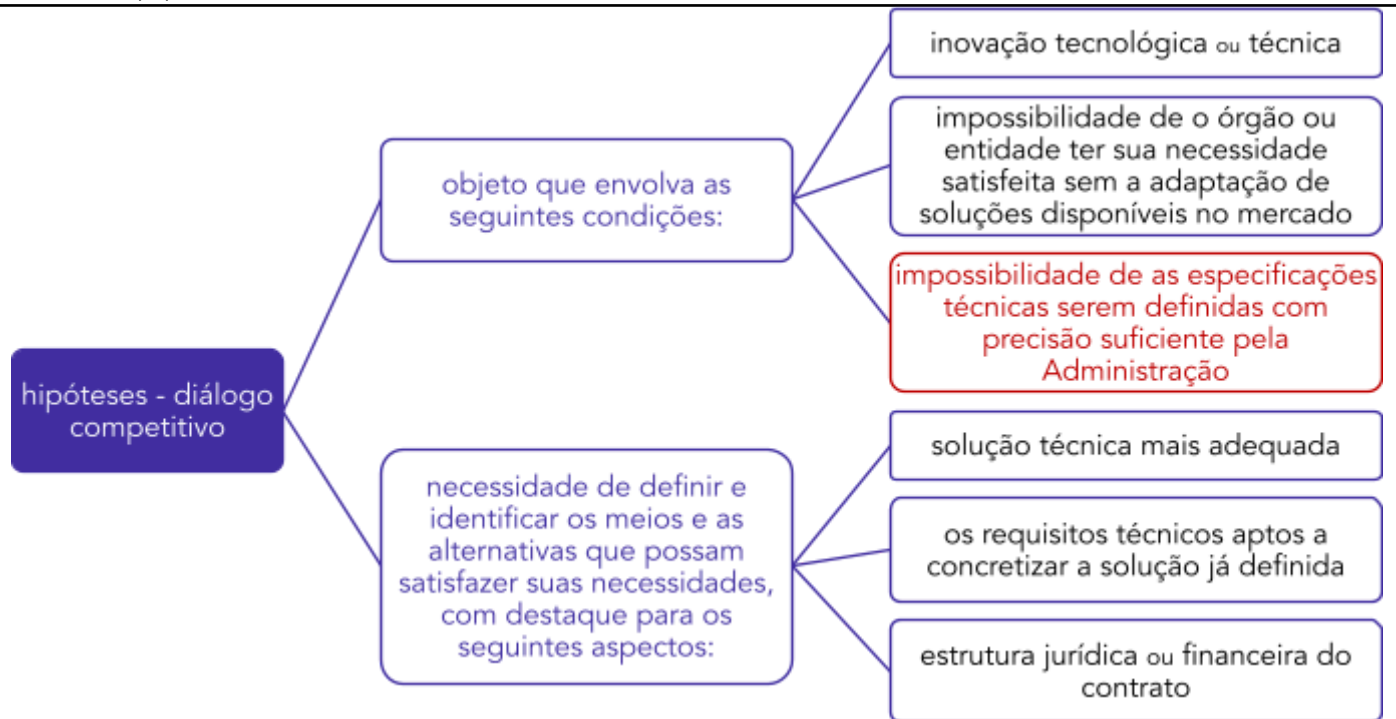 hipóteses - diálogo
competitivo
objeto que envolva as
seguintes condições:
inovação tecnológica ou técnica
impossibilidade de o órgão ou
entidade ter sua necessidade
satisfeita sem a adaptação de
soluções disponíveis no mercado
impossibilidade de as especificações
técnicas serem definidas com
precisão suficiente pela
Administração
necessidade de definir e
identificar os meios e as
alternativas que possam
satisfazer suas necessidades,
com destaque para os
seguintes aspectos:
solução técnica mais adequada
os requisitos técnicos aptos a
concretizar a solução já definida
estrutura jurídica ou financeira do
contrato